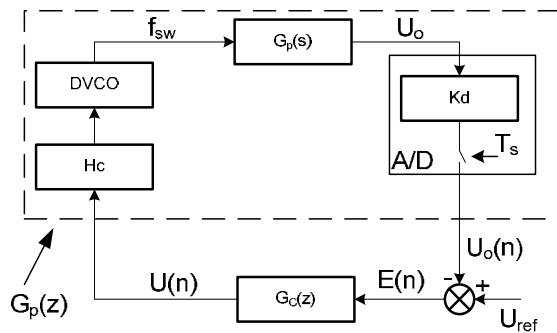 f_sw
G_p(s)
U_o
DVCO
Kd
Hc
T_s
A/D
U_o(n)
G_p(z)
U(n)
G_C(z)
E(n)
-
+
U_ref